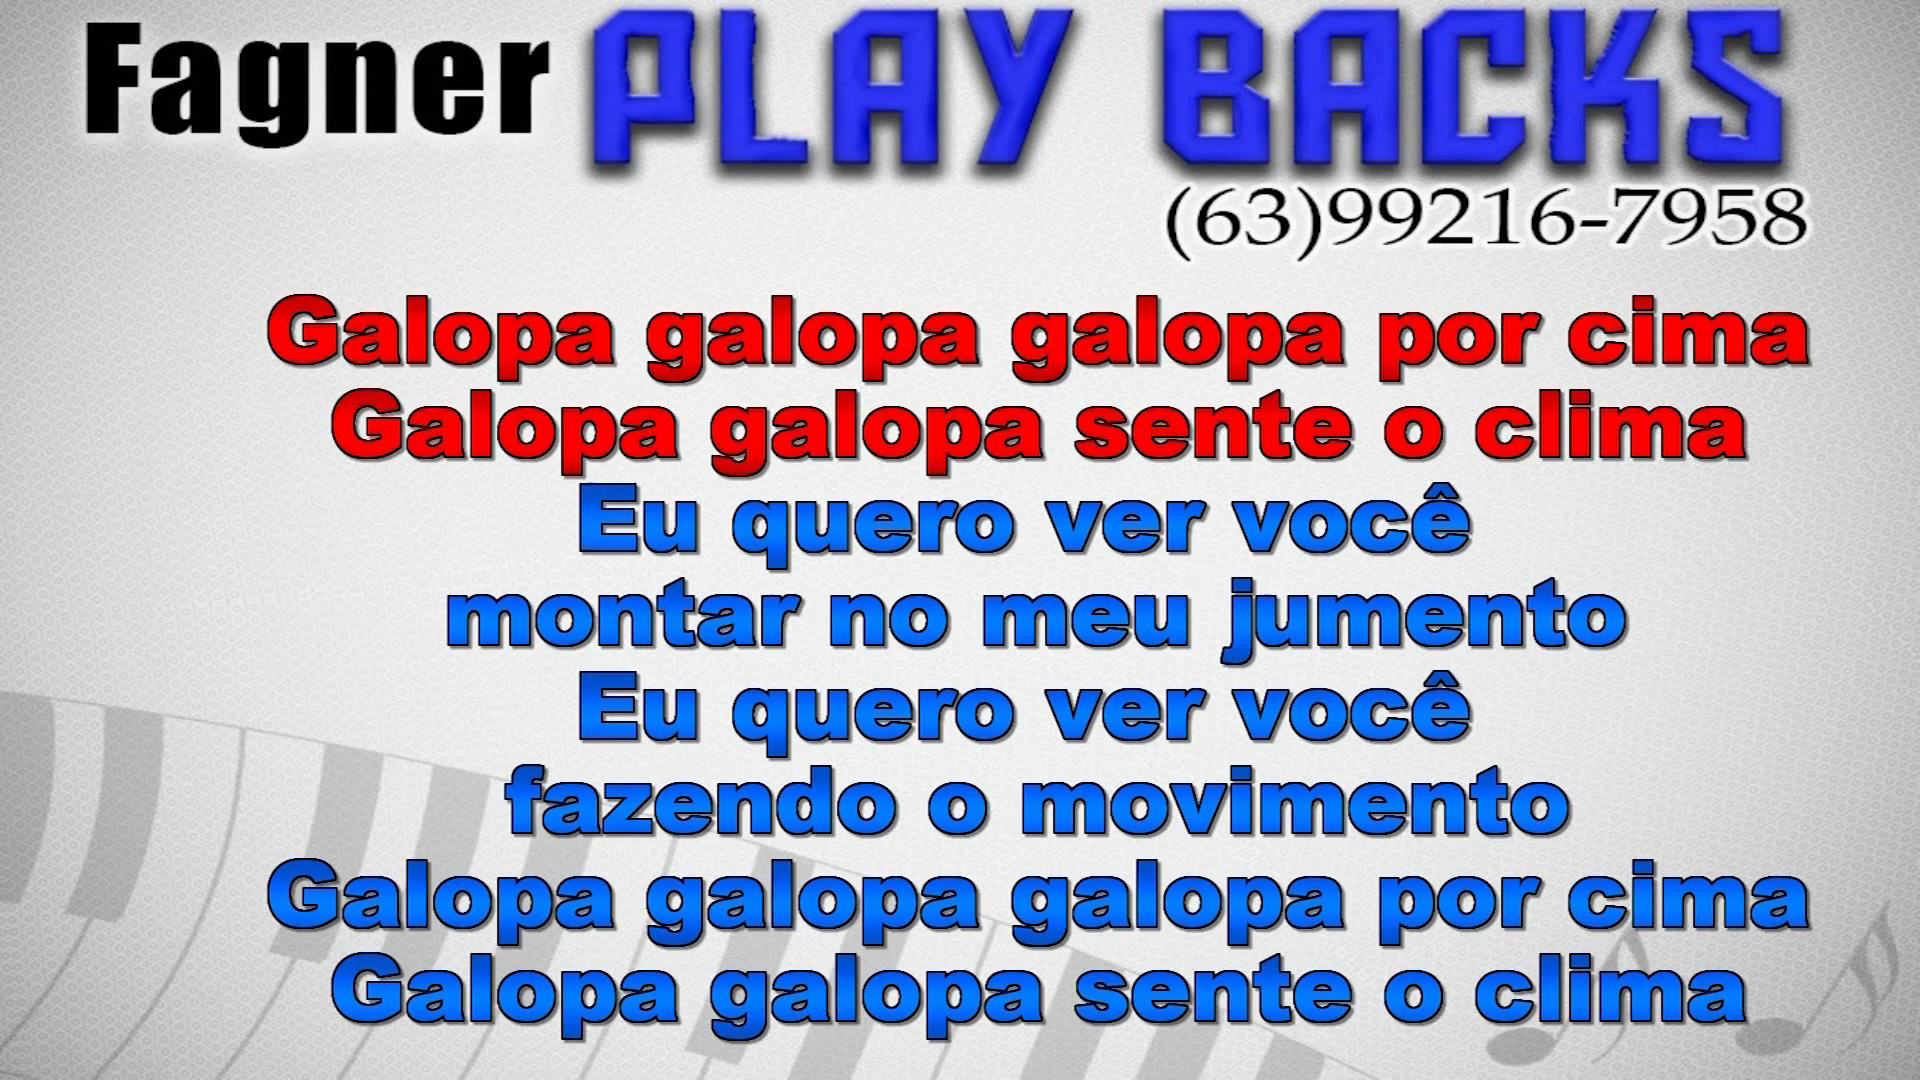 Fagner PLAY BACKS
(63)99216-7958
Galopa galopa galopa por cima
Galopa galopa sente o clima
Eu quero ver você
montar no meu jumento
Eu quero ver você
fazendo o movimento
Galopa galopa galopa por cima
Galopa galopa sente o clima